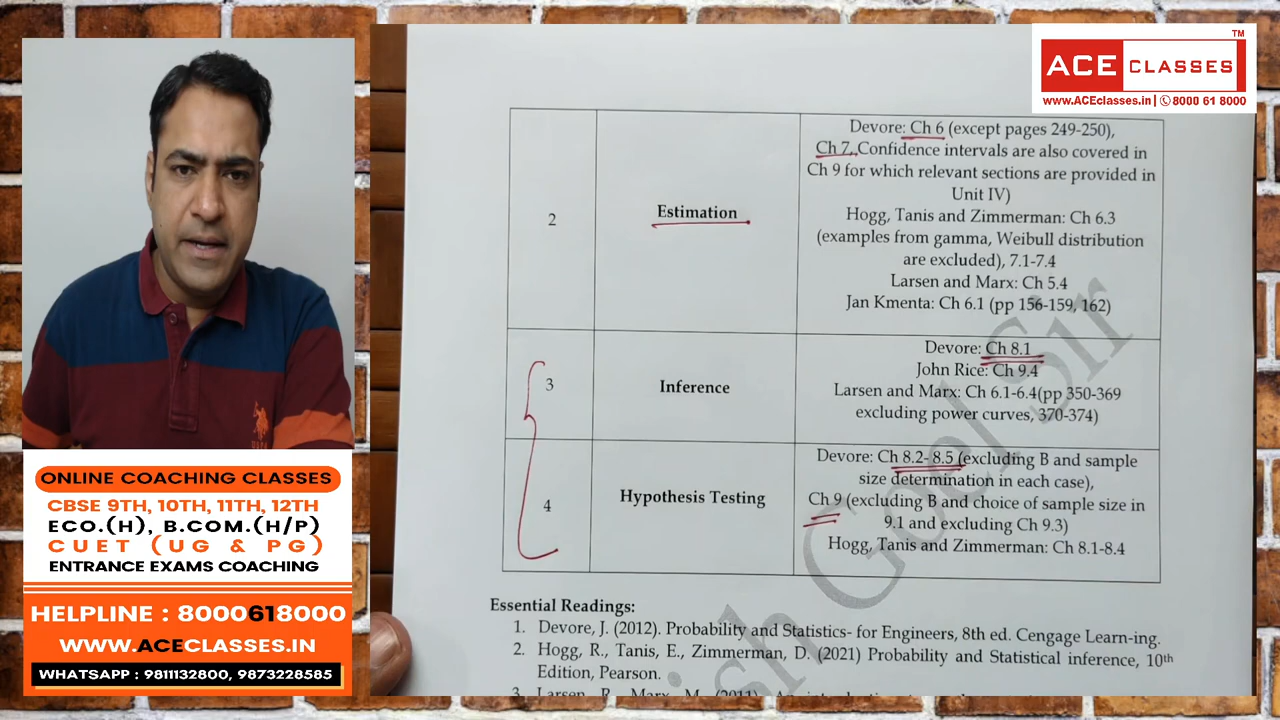 TM
ACE CLASSES
www.ACEclasses.in | 8000 61 8000
2
Estimation
Devore: Ch 6 (except pages 249-250),
Ch 7, Confidence intervals are also covered in
Ch 9 for which relevant sections are provided in
Unit IV)
Hogg, Tanis and Zimmerman: Ch 6.3
(examples from gamma, Weibull distribution
are excluded), 7.1-7.4
Larsen and Marx: Ch 5.4
Jan Kmenta: Ch 6.1 (pp 156-159, 162)
3
Inference
Devore: Ch 8.1
John Rice: Ch 9.4
Larsen and Marx: Ch 6.1-6.4(pp 350-369
excluding power curves, 370-374)
4
Hypothesis Testing
Devore: Ch 8.2- 8.5 (excluding B and sample
size determination in each case),
Ch 9 (excluding B and choice of sample size in
9.1 and excluding Ch 9.3)
Hogg, Tanis and Zimmerman: Ch 8.1-8.4
Essential Readings:
1. Devore, J. (2012). Probability and Statistics- for Engineers, 8th ed. Cengage Learn-ing.
2. Hogg, R., Tanis, E., Zimmerman, D. (2021) Probability and Statistical inference, 10th
Edition, Pearson.
3. Larsen, R., Marx, M. (2011).
Goel Sir
ONLINE COACHING CLASSES
CBSE 9TH, 10TH, 11TH, 12TH
ECO.(H), B.COM.(H/P)
CUET (UG & PG)
ENTRANCE EXAMS COACHING
HELPLINE : 8000618000
WWW.ACECLASSES.IN
WHATSAPP : 9811132800, 9873228585